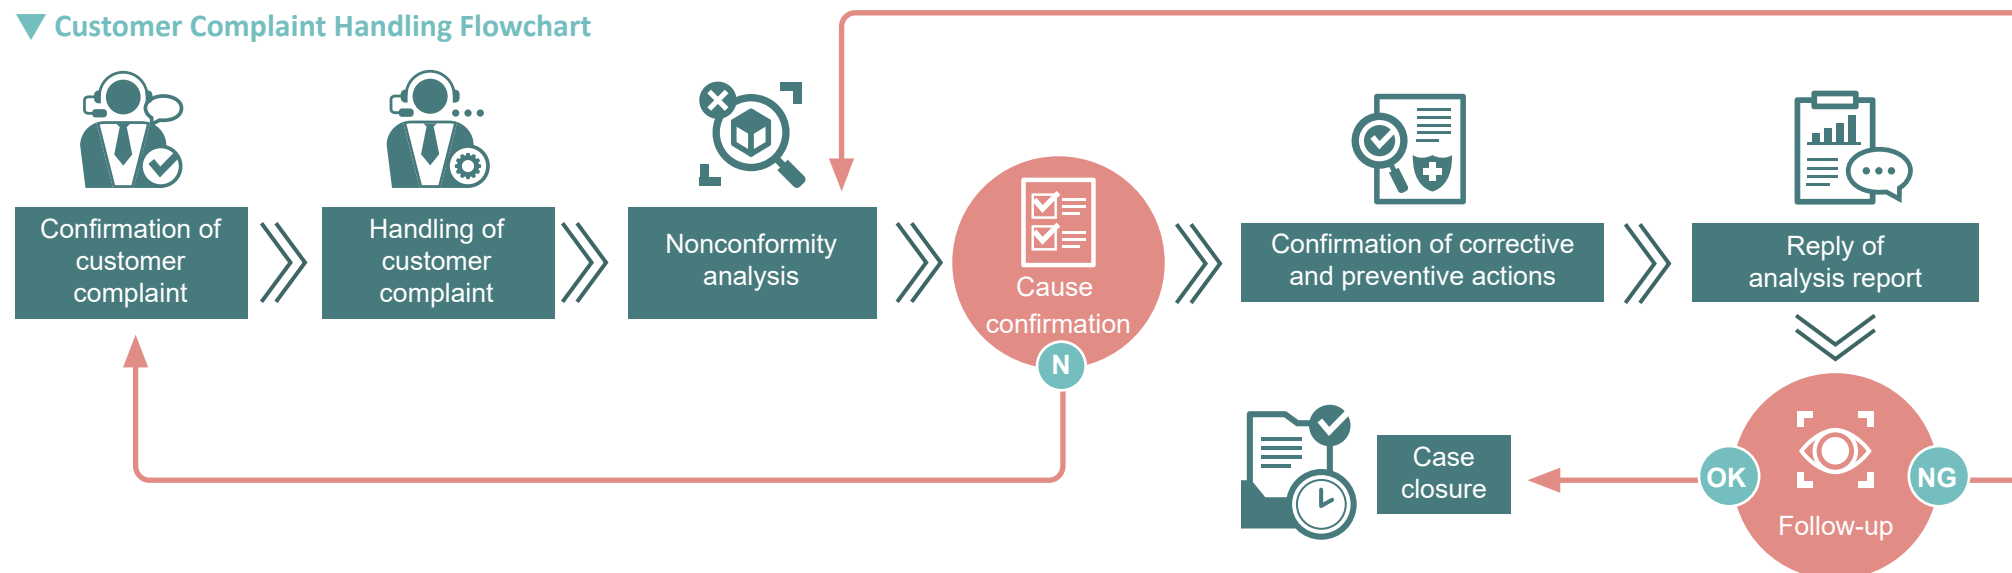 Customer Complaint Handling Flowchart
Confirmation of
customer
complaint
Handling of
customer
complaint
Nonconformity
analysis
Cause
confirmation
N
Confirmation of corrective
and preventive actions
Reply of
analysis report
Case
closure
OK
NG
Follow-up